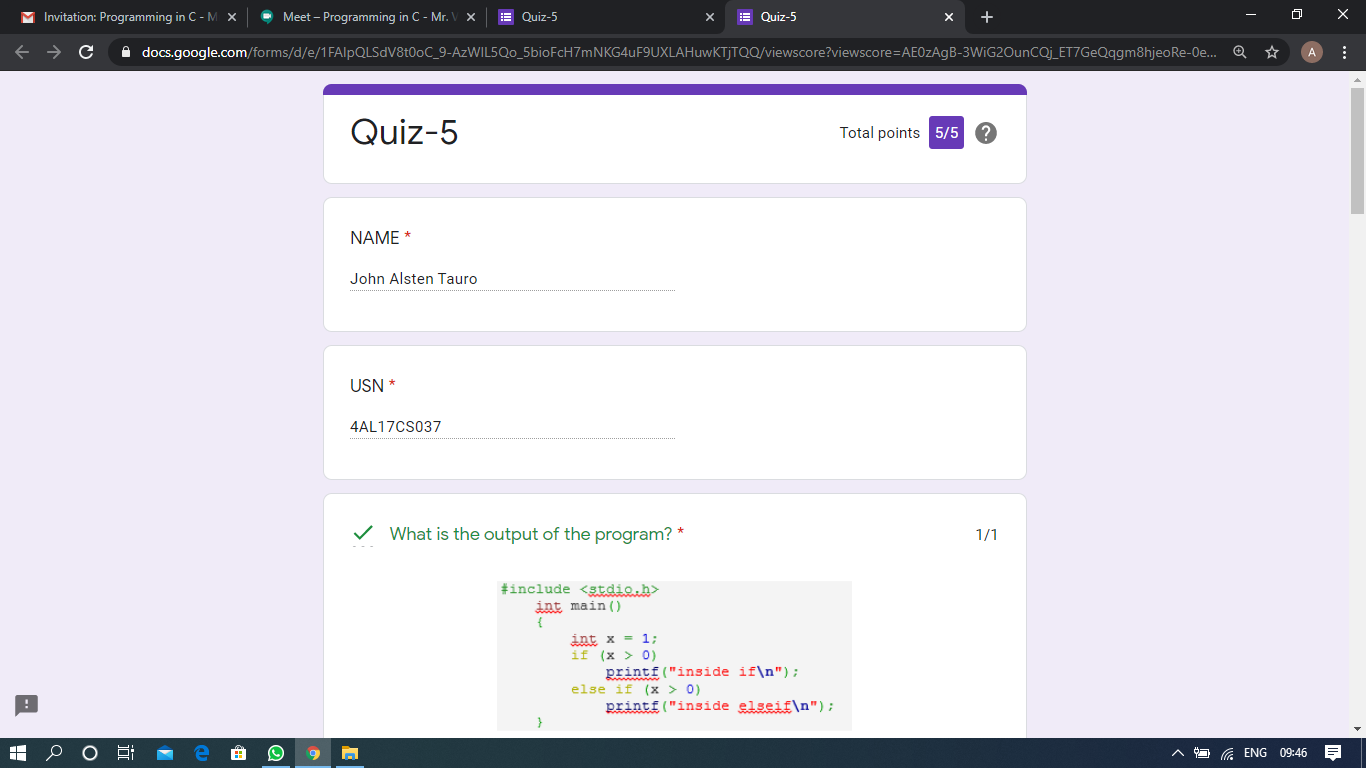 Invitation: Programming in C - M
Meet – Programming in C - Mr. V
Quiz-5
Quiz-5
docs.google.com/forms/d/e/1FAIpQLSdV8t0oC_9-AzWIL5Qo_5bioFcH7mNKG4uF9UXLAHuwKTjTQQ/viewscore?viewscore=AE0zAgB-3WiG2OunCQj_ET7GeQqgm8hjeoRe-0e...
A
Quiz-5
Total points 5/5
?
NAME *
John Alsten Tauro
USN *
4AL17CS037
What is the output of the program? *
1/1
#include <stdio.h>
int main()
{
int x = 1;
if (x > 0)
printf("inside if\n");
else if (x > 0)
printf("inside elseif\n");
}
ENG 09:46